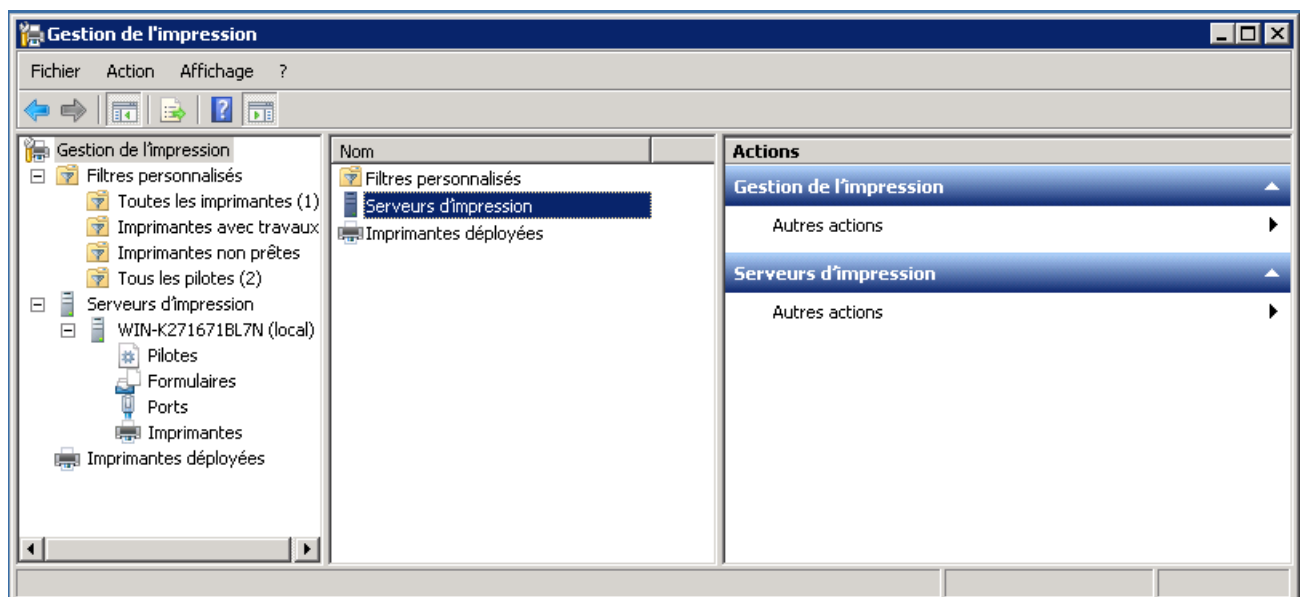 Gestion de l'impression
Fichier Action Affichage ?
Gestion de l'impression
Filtres personnalisés
Toutes les imprimantes (1)
Imprimantes avec travaux
Imprimantes non prêtes
Tous les pilotes (2)
Serveurs d'impression
WIN-K271671BL7N (local)
Pilotes
Formulaires
Ports
Imprimantes
Imprimantes déployées
Nom
Filtres personnalisés
Serveurs d'impression
Imprimantes déployées
Actions
Gestion de l'impression
Autres actions
Serveurs d'impression
Autres actions